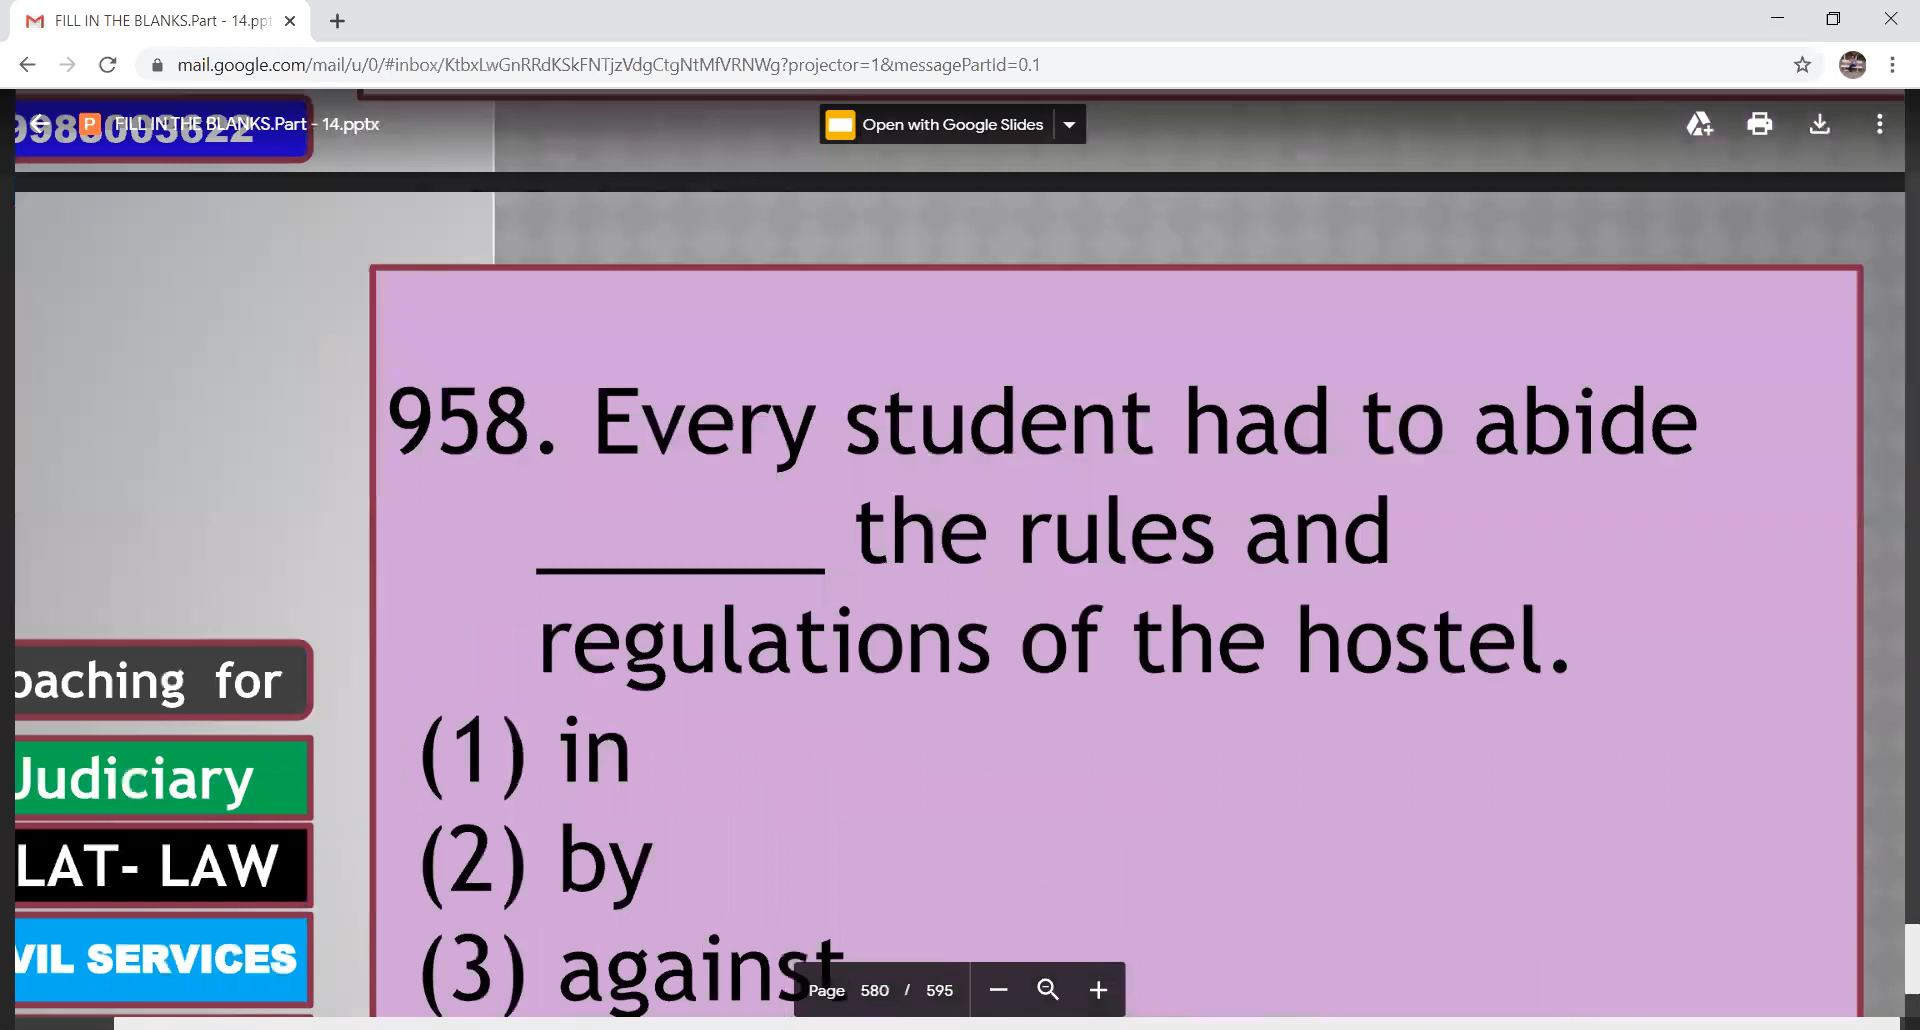 FILL IN THE BLANKS.Part - 14.ppt
mail.google.com/mail/u/0/#inbox/KtbxLwGnRRdKSkFNTjzVdgCtgNtMfVRNWg?projector=1&messagePartId=0.1
FILL IN THE BLANKS.Part - 14.pptx
Open with Google Slides
958. Every student had to abide
________ the rules and
regulations of the hostel.
(1) in
(2) by
(3) against
oaching for
Judiciary
LAT- LAW
VIL SERVICES
Page 580 / 595